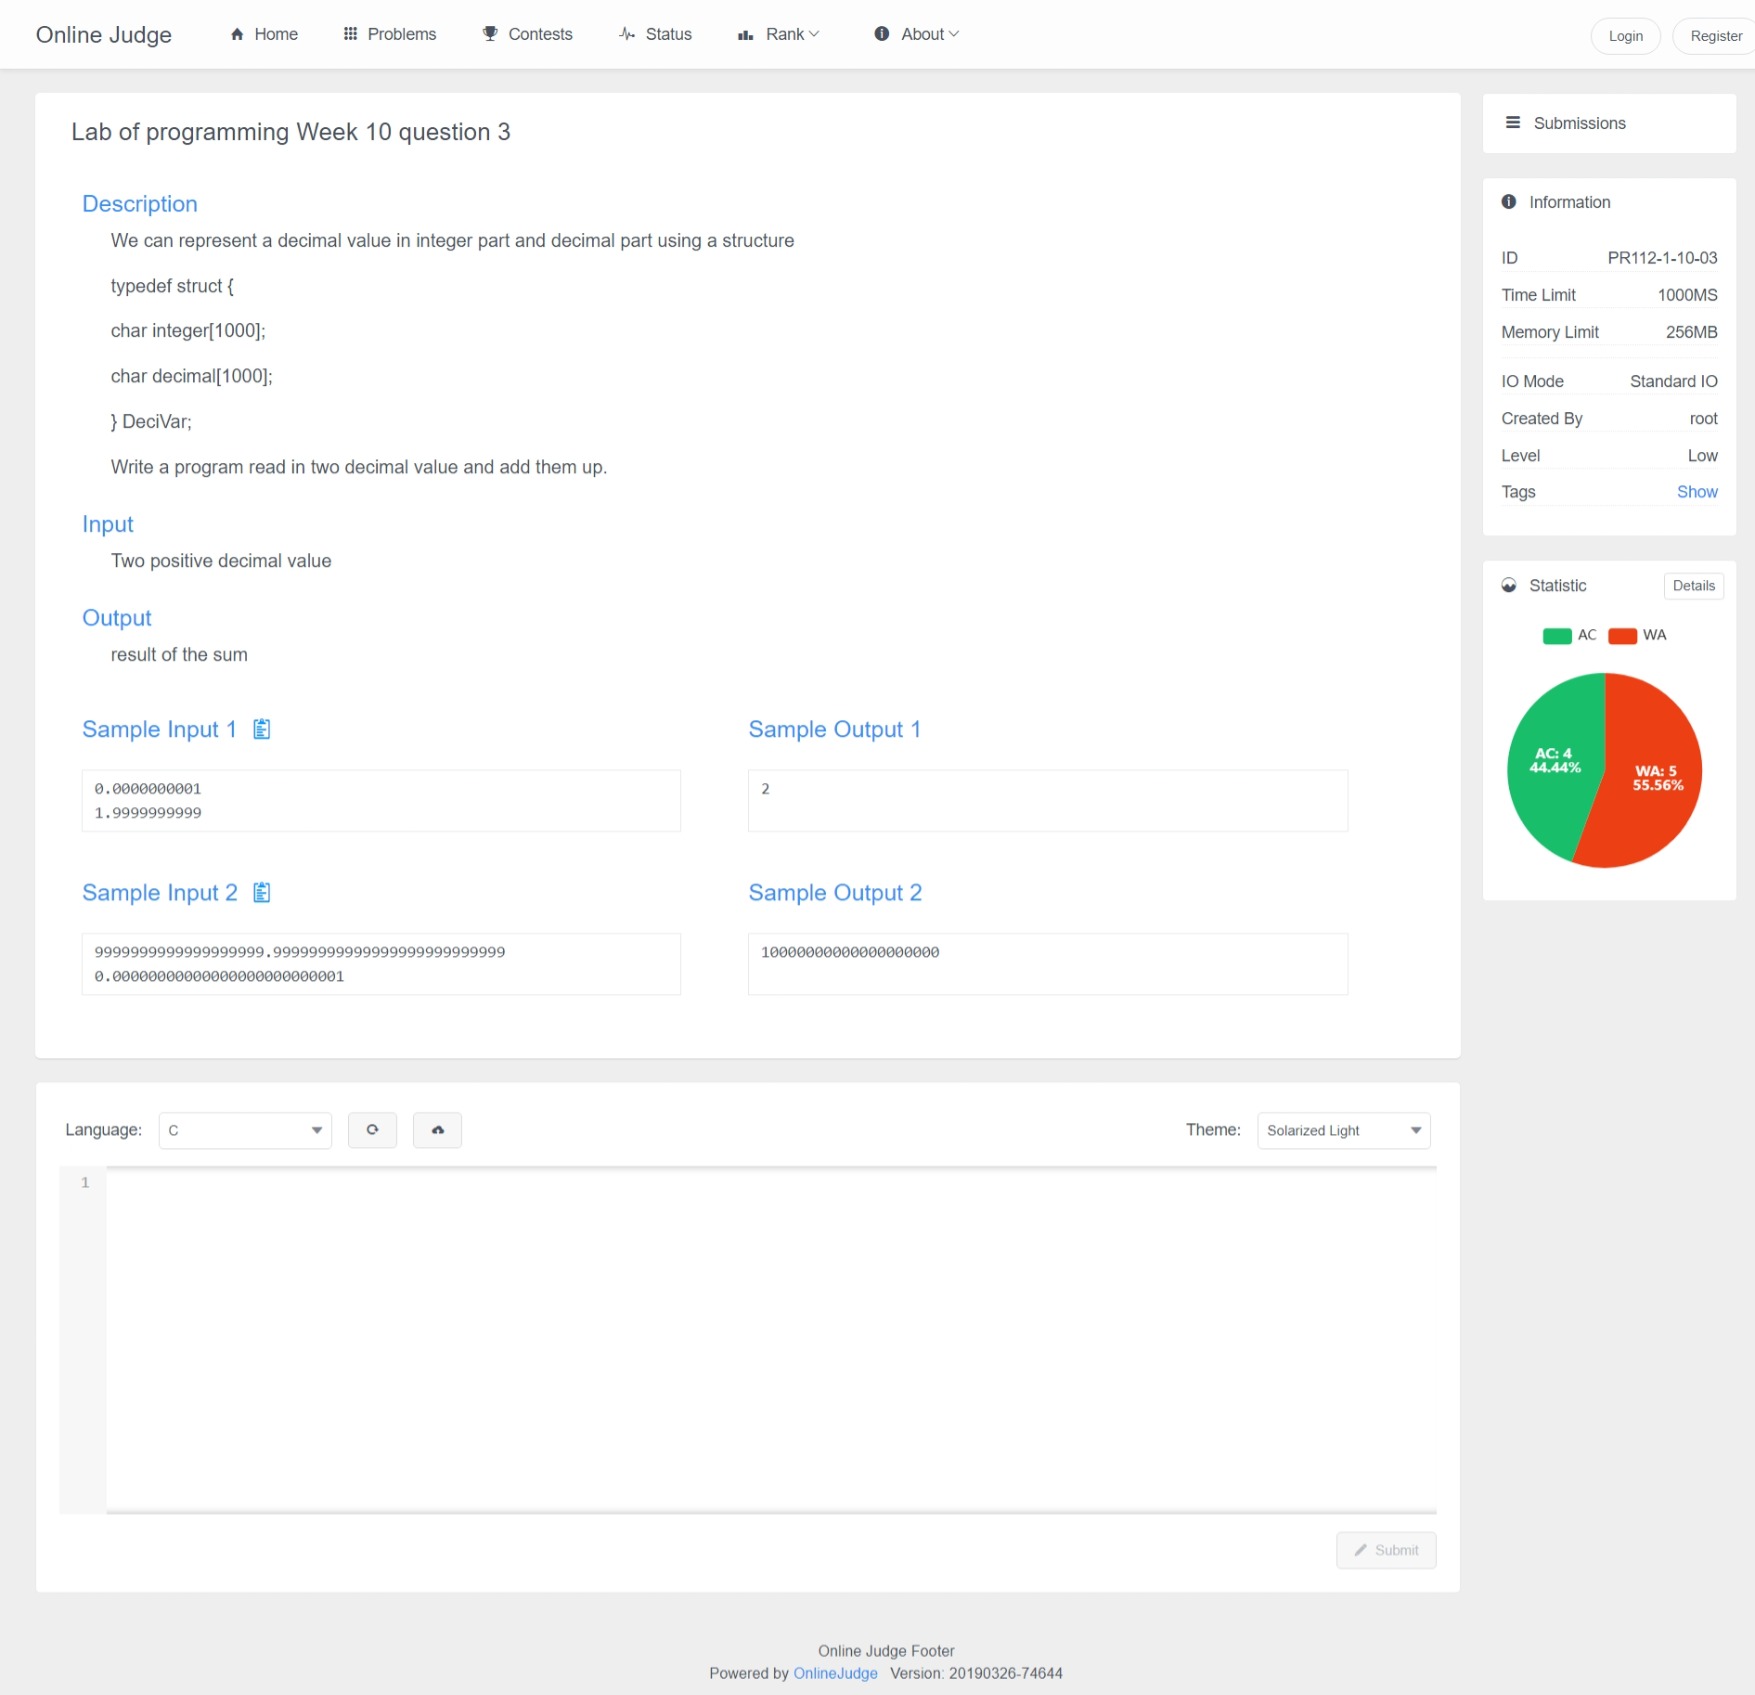 Online Judge
Home
Problems
Contests
Status
Rank
About
Login
Register
Lab of programming Week 10 question 3
Description
We can represent a decimal value in integer part and decimal part using a structure
typedef struct {
char integer[1000];
char decimal[1000];
} DeciVar;
Write a program read in two decimal value and add them up.
Input
Two positive decimal value
Output
result of the sum
Sample Input 1
0.0000000001
1.9999999999
Sample Output 1
2
Sample Input 2
9999999999999999999.99999999999999999999999999
0.00000000000000000000000001
Sample Output 2
10000000000000000000
Language:
C
Theme:
Solarized Light
1
Submit
Submissions
Information
ID PR112-1-10-03
Time Limit 1000MS
Memory Limit 256MB
IO Mode Standard IO
Created By root
Level Low
Tags Show
Statistic
Details
AC WA
AC: 4
44.44%
WA: 5
55.56%
Online Judge Footer
Powered by OnlineJudge Version: 20190326-74644